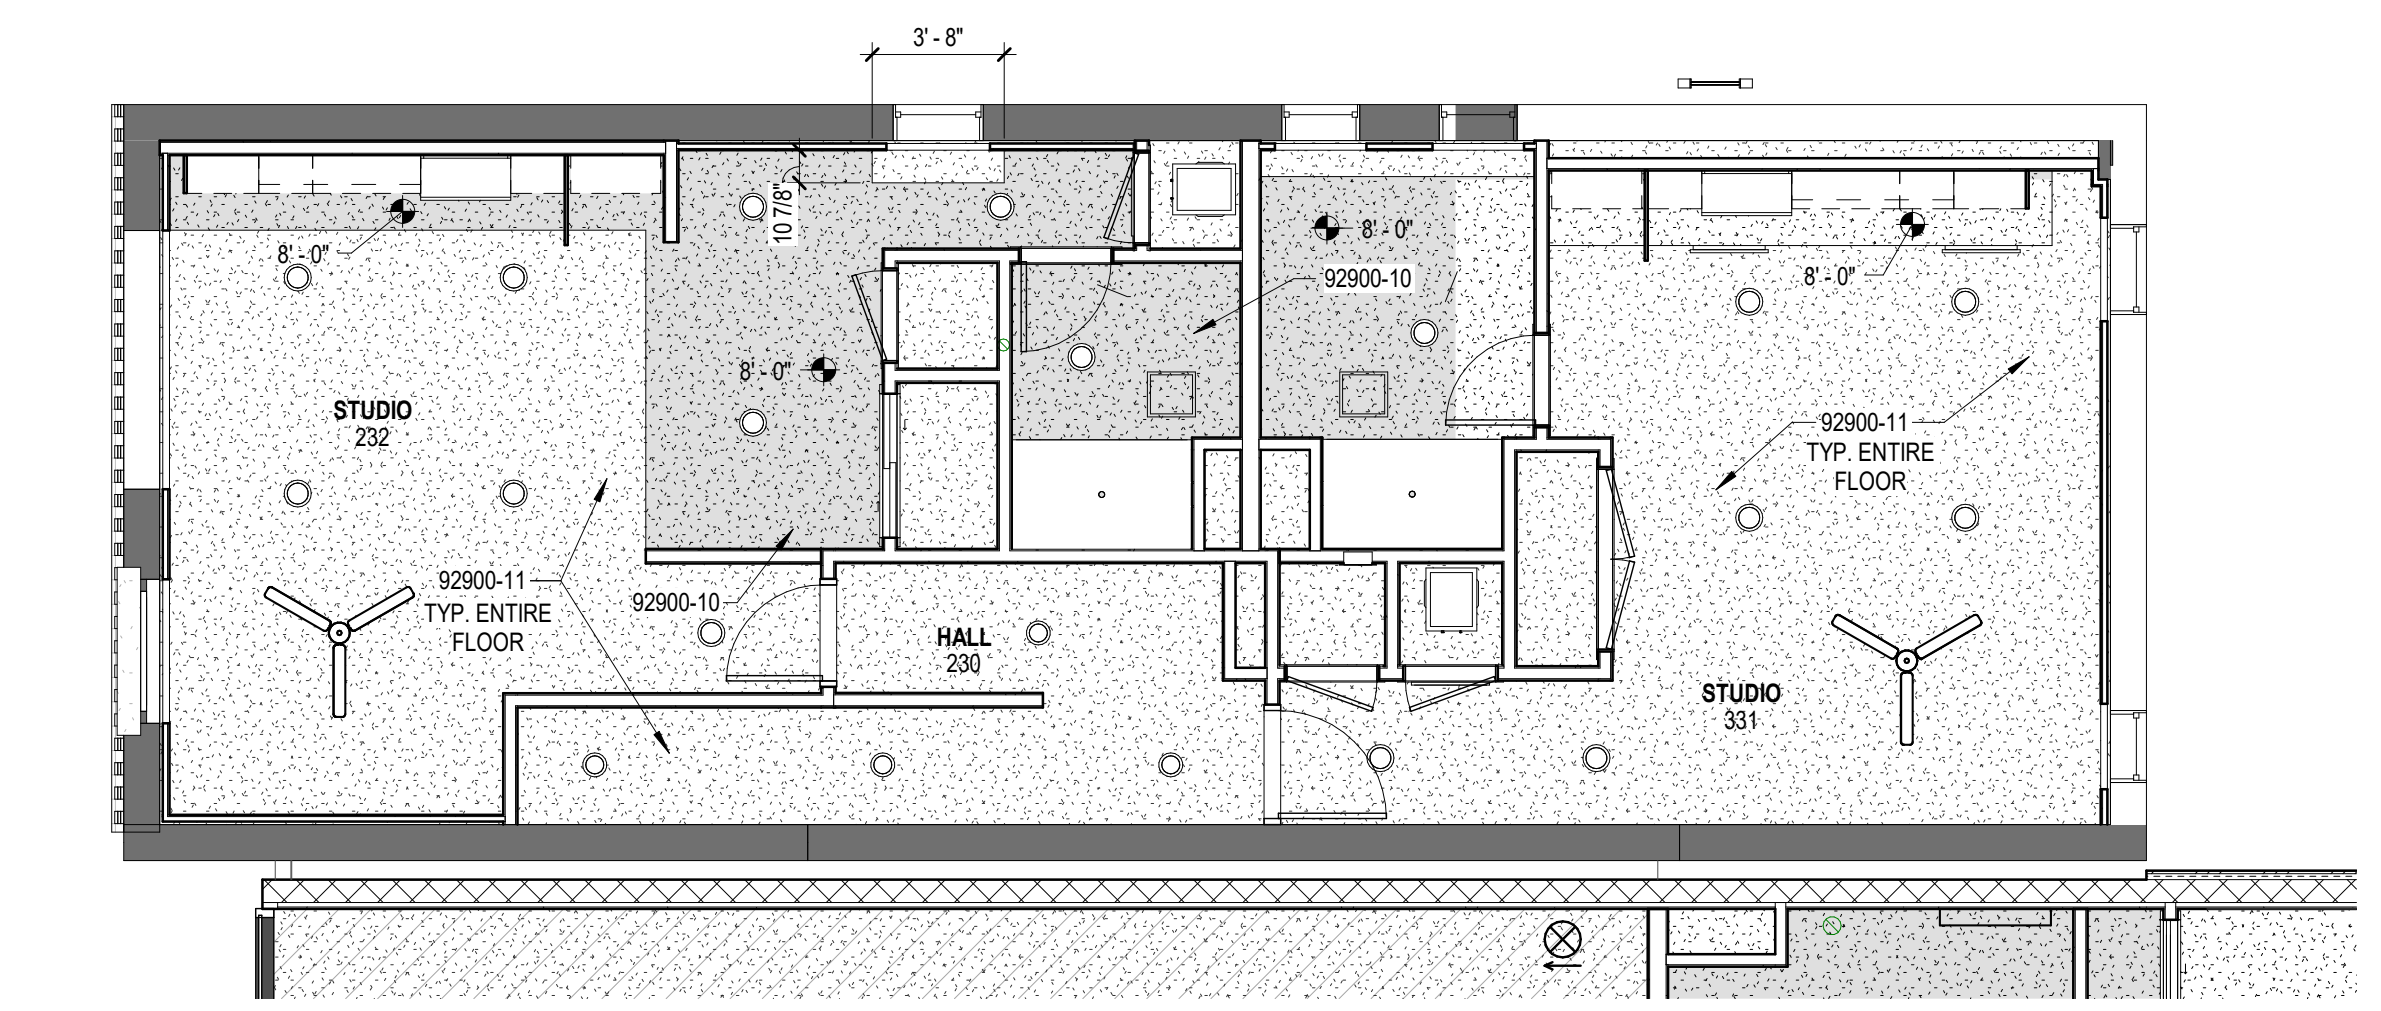 3' - 8"
10 7/8"
8' - 0"
8' - 0"
92900-10
8' - 0"
8' - 0"
STUDIO
232
92900-11
TYP. ENTIRE
FLOOR
92900-11
TYP. ENTIRE
FLOOR
92900-10
HALL
230
STUDIO
331